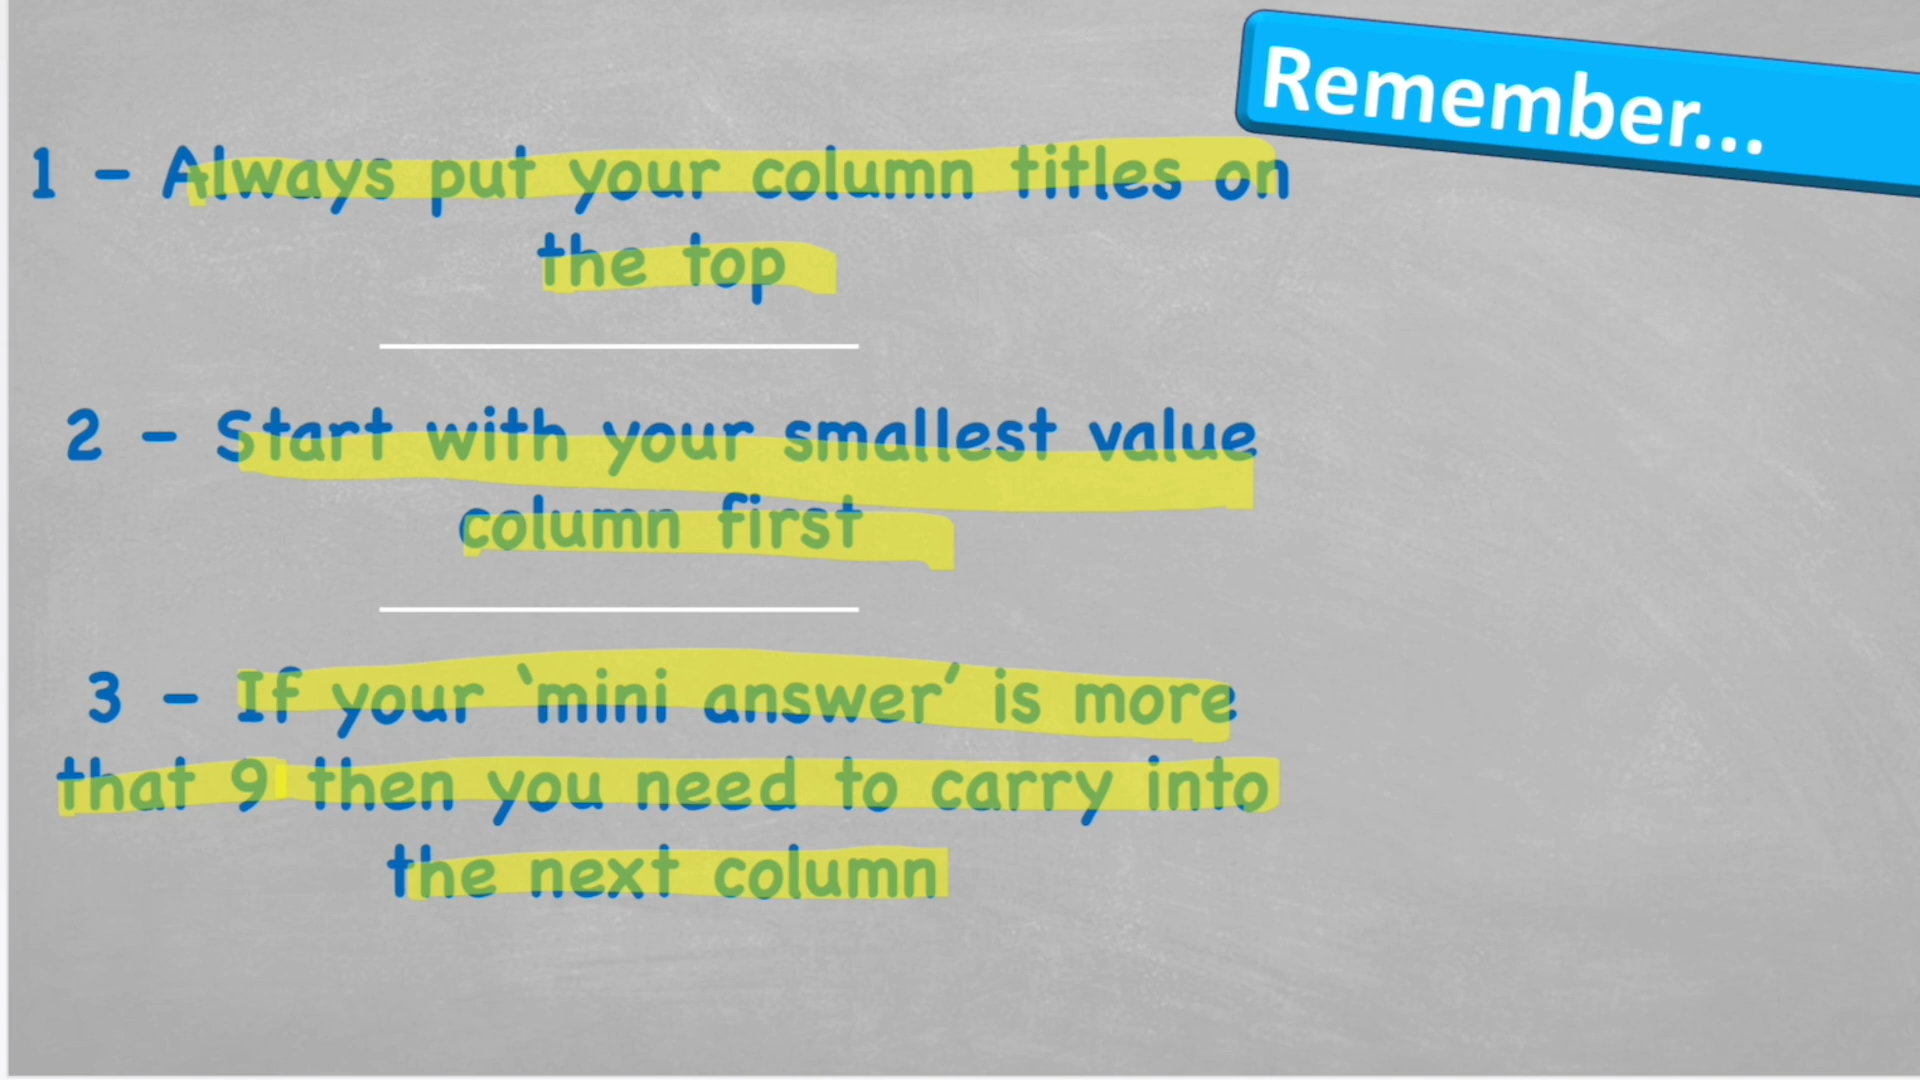 Remember...
1 – Always put your column titles on
the top
2 – Start with your smallest value
column first
3 – If your ‘mini answer’ is more
that 9 then you need to carry into
the next column